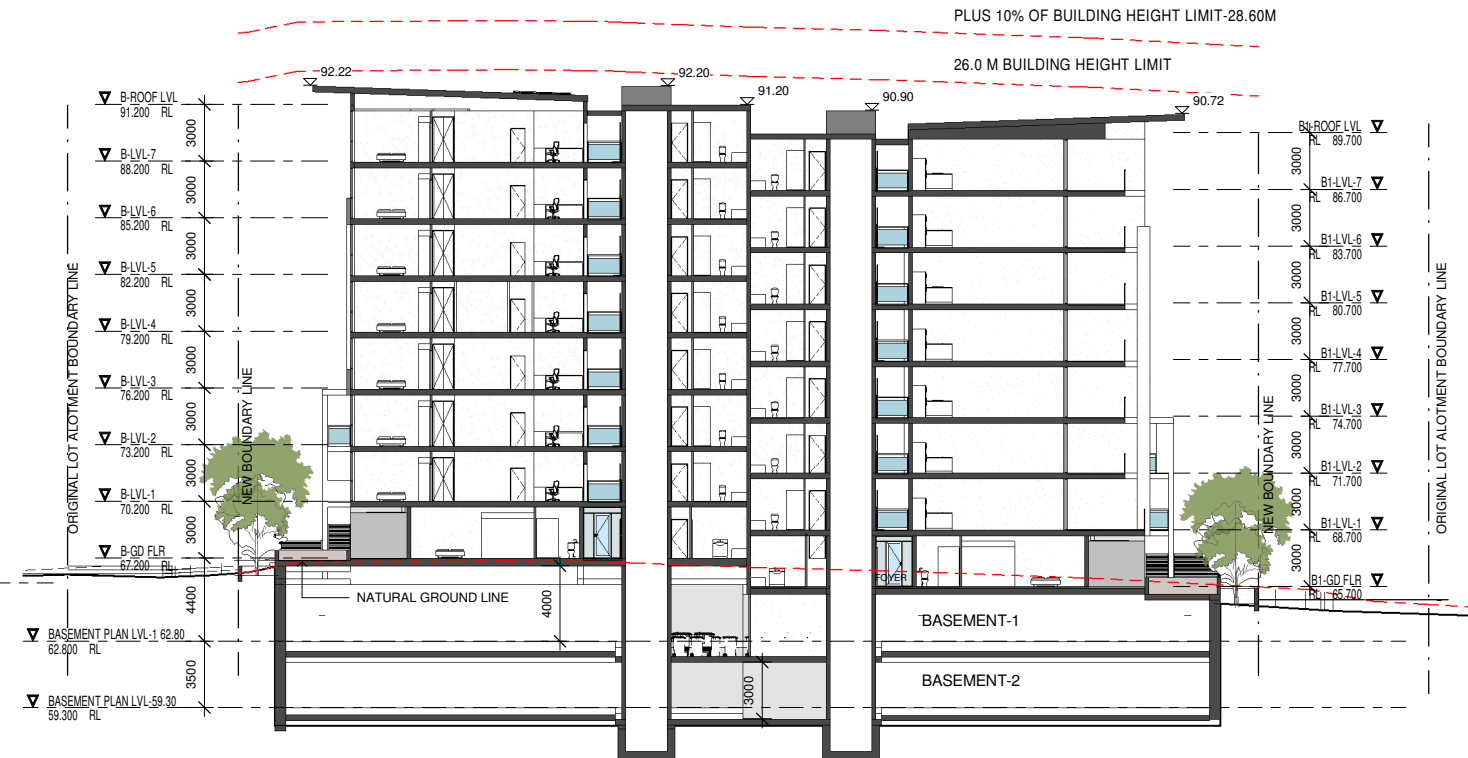 PLUS 10% OF BUILDING HEIGHT LIMIT-28.60M
26.0 M BUILDING HEIGHT LIMIT
92.22
92.20
91.20
90.90
90.72
B-ROOF LVL
91.200 RL
3000
B-LVL-7
88.200 RL
3000
B-LVL-6
85.200 RL
3000
B-LVL-5
82.200 RL
3000
B-LVL-4
79.200 RL
3000
B-LVL-3
76.200 RL
3000
B-LVL-2
73.200 RL
3000
B-LVL-1
70.200 RL
3000
B-GD FLR
67.200 RL
4400
BASEMENT PLAN LVL-1 62.80
62.800 RL
3500
BASEMENT PLAN LVL-59.30
59.300 RL
ORIGINAL LOT ALOTMENT BOUNDARY LINE
NEW BOUNDARY LINE
NATURAL GROUND LINE
4000
3000
FOYER
BASEMENT-1
BASEMENT-2
B1-ROOF LVL
RL 89.700
3000
B1-LVL-7
RL 86.700
3000
B1-LVL-6
RL 83.700
3000
B1-LVL-5
RL 80.700
3000
B1-LVL-4
RL 77.700
3000
B1-LVL-3
RL 74.700
3000
B1-LVL-2
RL 71.700
3000
B1-LVL-1
RL 68.700
3000
B1-GD FLR
RL 65.700
NEW BOUNDARY LINE
ORIGINAL LOT ALOTMENT BOUNDARY LINE